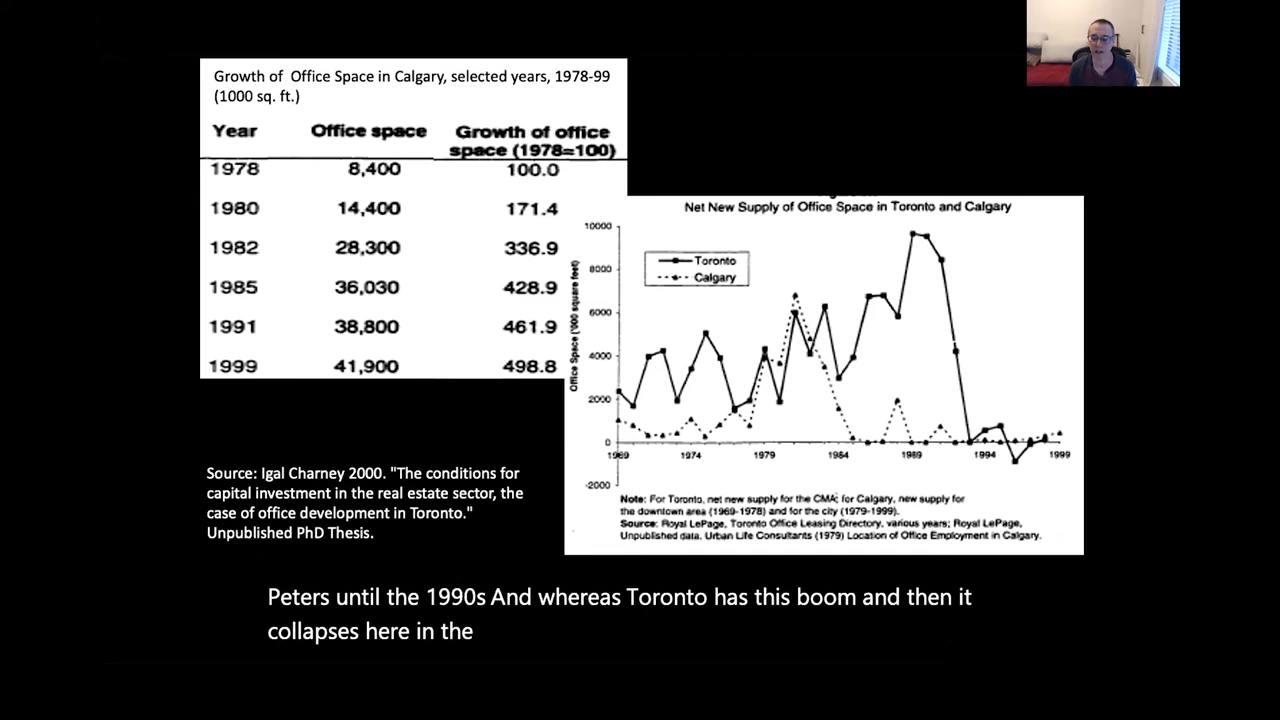 Growth of Office Space in Calgary, selected years, 1978-99
(1000 sq. ft.)
Year Office space Growth of office
space (1978=100)
1978 8,400 100.0
1980 14,400 171.4
1982 28,300 336.9
1985 36,030 428.9
1991 38,800 461.9
1999 41,900 498.8
Net New Supply of Office Space in Toronto and Calgary
Office Space ('000 square feet)
10000
8000
6000
4000
2000
0
-2000
Toronto
Calgary
1969 1974 1979 1984 1989 1994 1999
Note: For Toronto, net new supply for the CMA; for Calgary, new supply for
the downtown area (1969-1978) and for the city (1979-1999).
Source: Royal LePage, Toronto Office Leasing Directory, various years; Royal LePage,
Unpublished data, Urban Life Consultants (1979) Location of Office Employment in Calgary.
Source: Igal Charney 2000. "The conditions for
capital investment in the real estate sector, the
case of office development in Toronto."
Unpublished PhD Thesis.
Peters until the 1990s And whereas Toronto has this boom and then it
collapses here in the